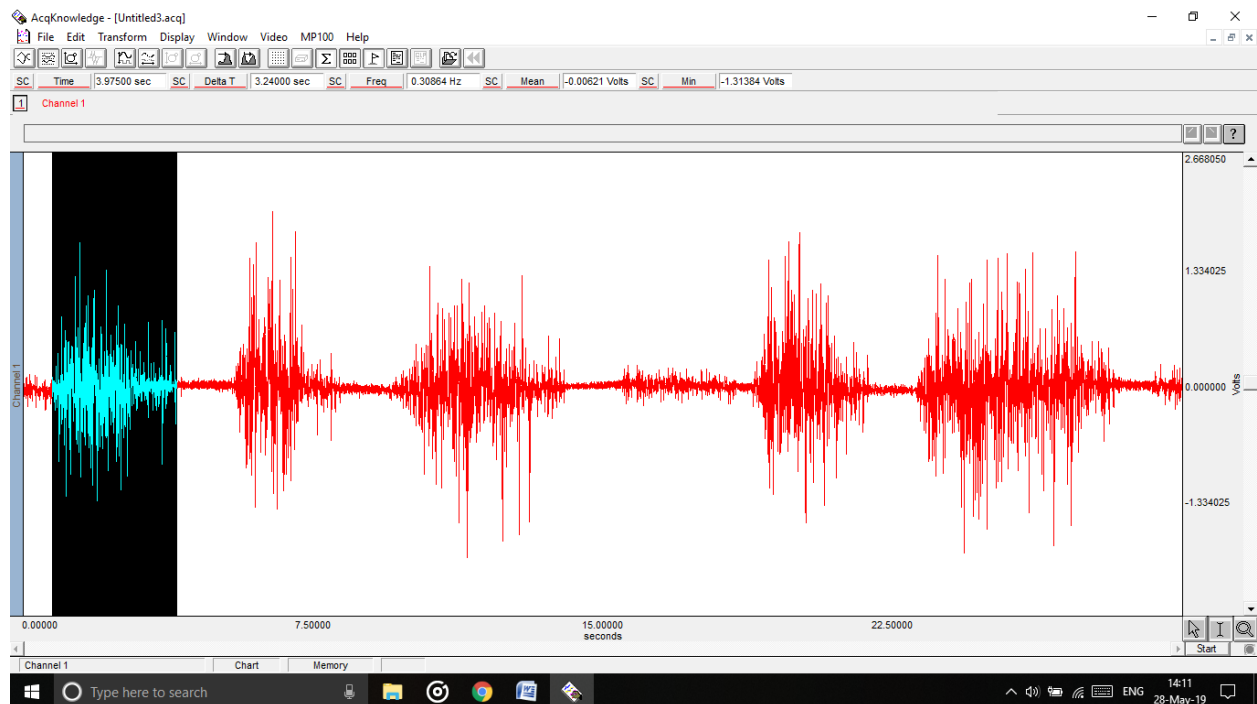 AcqKnowledge - [Untitled3.acq]
File Edit Transform Display Window Video MP100 Help
SC Time 3.97500 sec SC Delta T 3.24000 sec SC Freq 0.30864 Hz SC Mean -0.00621 Volts SC Min -1.31384 Volts
1 Channel 1
?
2.668050
1.334025
Channel 1
0.000000
Volts
-1.334025
0.00000 7.50000 15.00000 22.50000
seconds
Start
Channel 1 Chart Memory
Type here to search
ENG
14:11
28-May-19